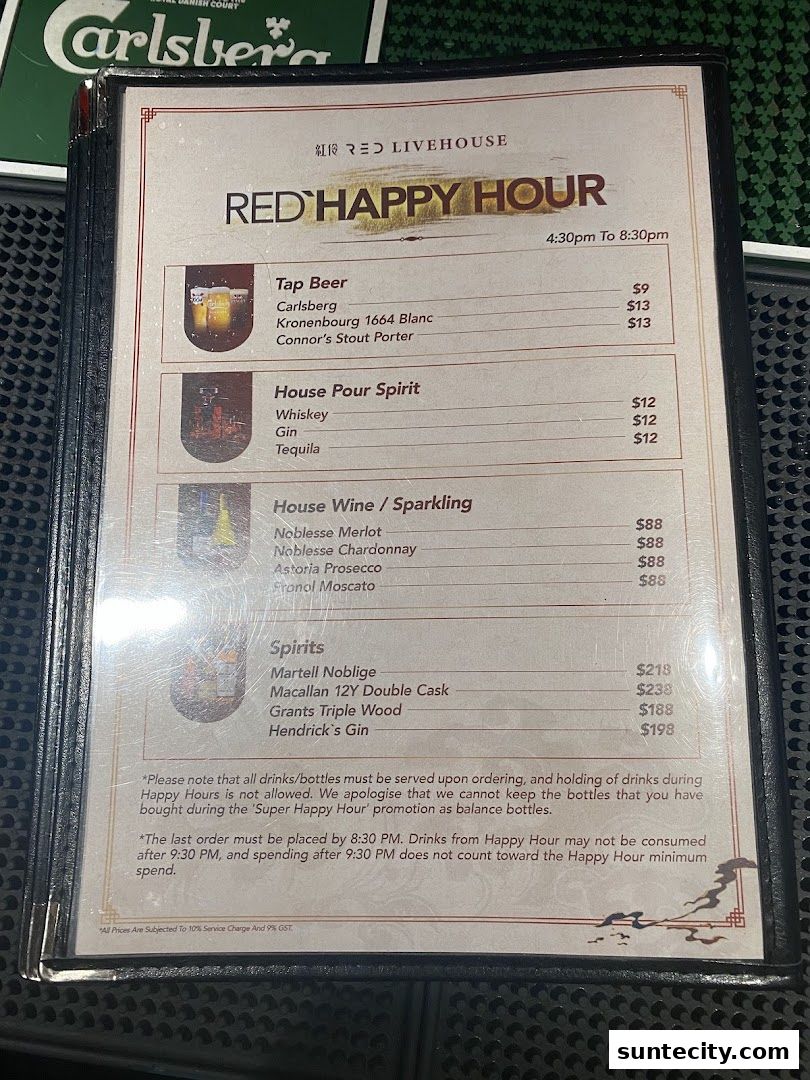 ROYAL DANISH COURT
Carlsberg
紅伶 RED LIVEHOUSE
RED`HAPPY HOUR
4:30pm To 8:30pm
Tap Beer
Carlsberg $9
Kronenbourg 1664 Blanc $13
Connor's Stout Porter $13
House Pour Spirit
Whiskey $12
Gin $12
Tequila $12
House Wine / Sparkling
Noblesse Merlot $88
Noblesse Chardonnay $88
Astoria Prosecco $88
Fronol Moscato $88
Spirits
Martell Noblige $218
Macallan 12Y Double Cask $238
Grants Triple Wood $188
Hendrick`s Gin $198
*Please note that all drinks/bottles must be served upon ordering, and holding of drinks during
Happy Hours is not allowed. We apologise that we cannot keep the bottles that you have
bought during the 'Super Happy Hour' promotion as balance bottles.
*The last order must be placed by 8:30 PM. Drinks from Happy Hour may not be consumed
after 9:30 PM, and spending after 9:30 PM does not count toward the Happy Hour minimum
spend.
*All Prices Are Subjected To 10% Service Charge And 9% GST.
suntecity.com